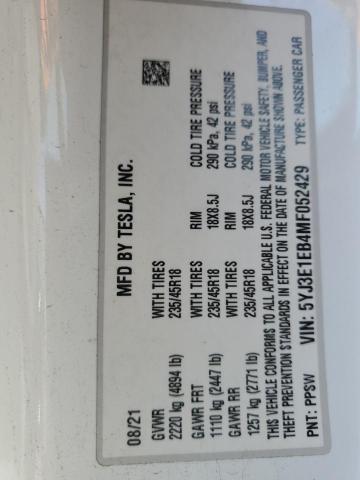 MFD BY TESLA, INC.
08/21
GVWR
2220 kg (4894 lb)
GAWR FRT WITH TIRES RIM COLD TIRE PRESSURE
1110 kg (2447 lb) 235/45R18 18X8.5J 290 kPa, 42 psi
GAWR RR WITH TIRES RIM COLD TIRE PRESSURE
1257 kg (2771 lb) 235/45R18 18X8.5J 290 kPa, 42 psi
THIS VEHICLE CONFORMS TO ALL APPLICABLE U.S. FEDERAL MOTOR VEHICLE SAFETY, BUMPER, AND
THEFT PREVENTION STANDARDS IN EFFECT ON THE DATE OF MANUFACTURE SHOWN ABOVE.
PNT: PPSW VIN: 5YJ3E1EB4MF052429 TYPE: PASSENGER CAR